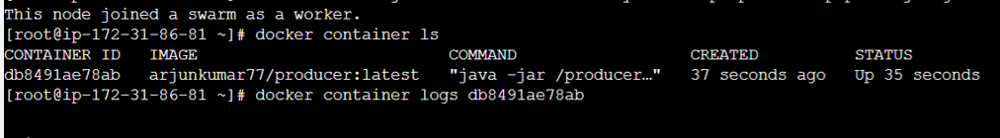 This node joined a swarm as a worker.
[root@ip-172-31-86-81 ~]# docker container ls
CONTAINER ID   IMAGE                         COMMAND                  CREATED          STATUS
db8491ae78ab   arjunkumar77/producer:latest   "java -jar /producer…"   37 seconds ago   Up 35 seconds
[root@ip-172-31-86-81 ~]# docker container logs db8491ae78ab